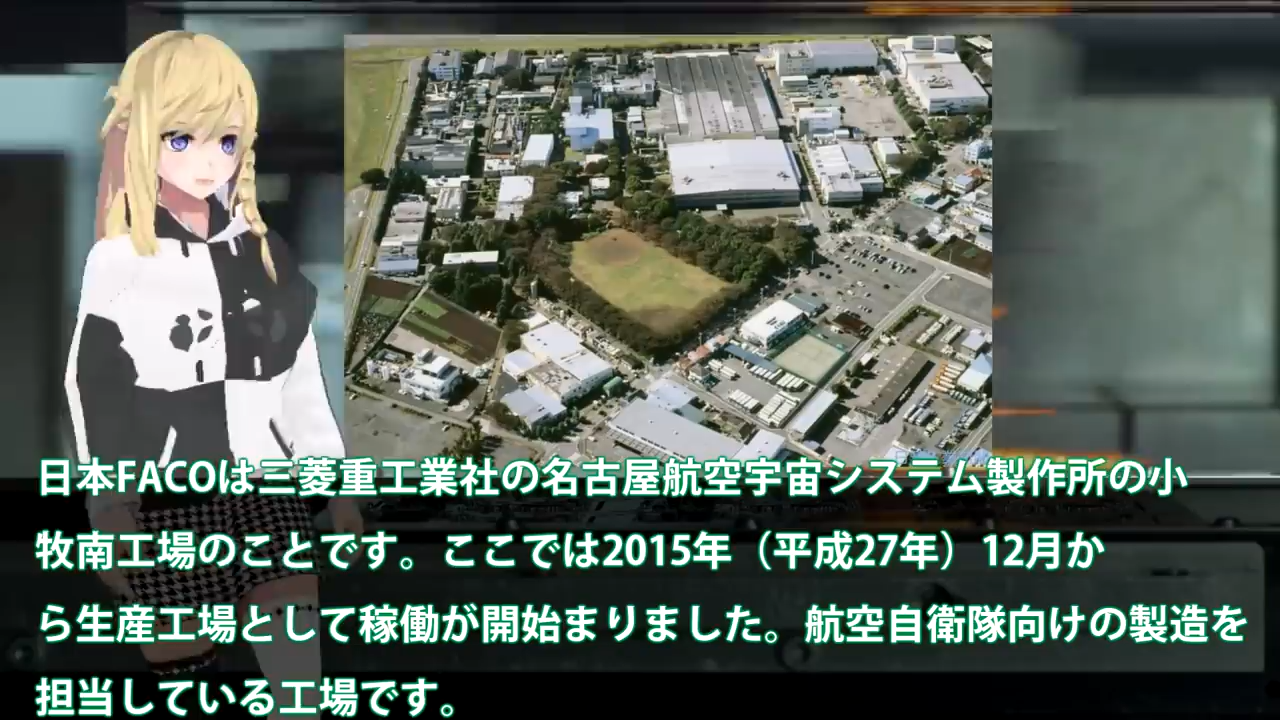 日本FACOは三菱重工業社の名古屋航空宇宙システム製作所の小
牧南工場のことです。ここでは2015年（平成27年）12月か
ら生産工場として稼働が開始まりました。航空自衛隊向けの製造を
担当している工場です。